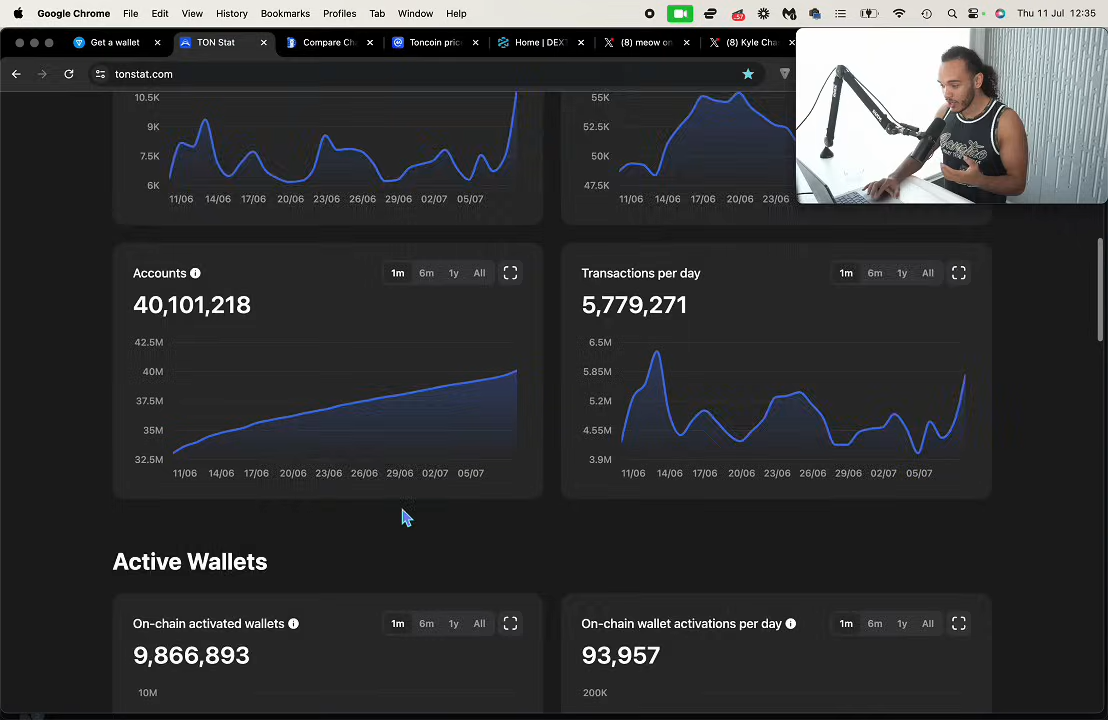 Google Chrome File Edit View History Bookmarks Profiles Tab Window Help .57 Thu 11 Jul 12:35
Get a wallet TON Stat Compare Ch Toncoin pric Home | DEX (8) meow on (8) Kyle Cha
tonstat.com
10.5K
9K
7.5K
6K
11/06 14/06 17/06 20/06 23/06 26/06 29/06 02/07 05/07
55K
52.5K
50K
47.5K
11/06 14/06 17/06 20/06 23/06
Accounts 1m 6m 1y All
40,101,218
42.5M
40M
37.5M
35M
32.5M
11/06 14/06 17/06 20/06 23/06 26/06 29/06 02/07 05/07
Transactions per day 1m 6m 1y All
5,779,271
6.5M
5.85M
5.2M
4.55M
3.9M
11/06 14/06 17/06 20/06 23/06 26/06 29/06 02/07 05/07
Active Wallets
On-chain activated wallets 1m 6m 1y All
9,866,893
10M
On-chain wallet activations per day 1m 6m 1y All
93,957
200K